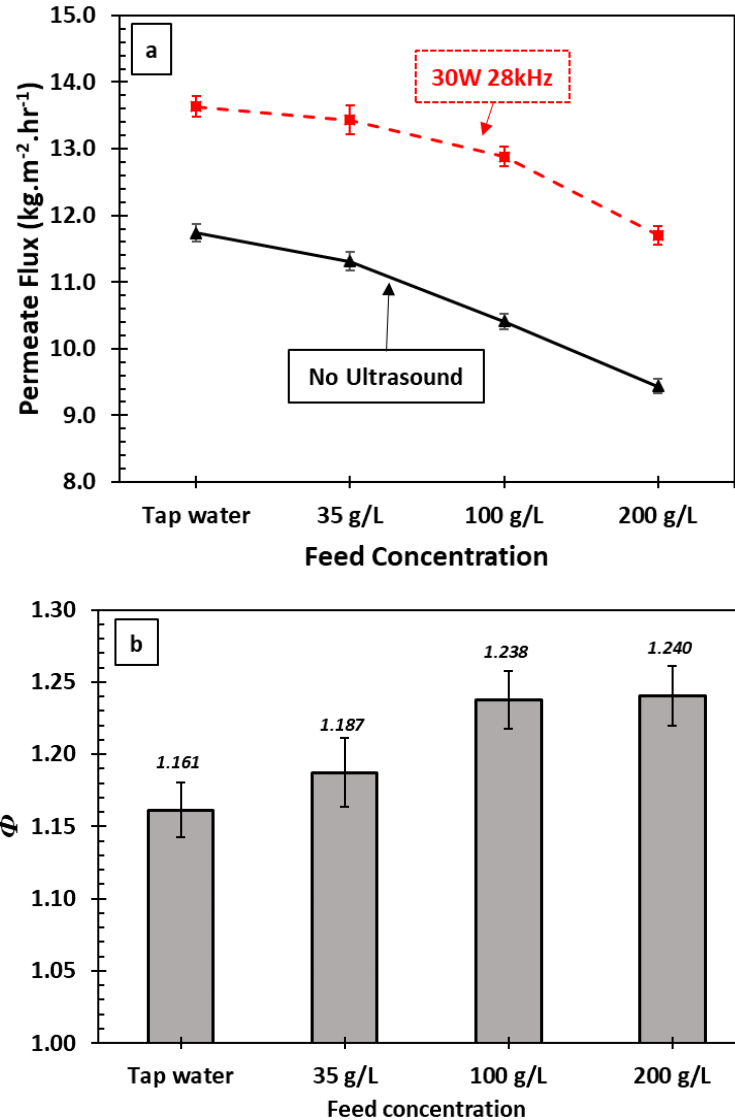 a
15.0
14.0
13.0
12.0
11.0
10.0
9.0
8.0
Permeate Flux (kg.m⁻².hr⁻¹)
30W 28kHz
No Ultrasound
Tap water 35 g/L 100 g/L 200 g/L
Feed Concentration
b
1.30
1.25
1.20
1.15
1.10
1.05
1.00
Φ
1.161 1.187 1.238 1.240
Tap water 35 g/L 100 g/L 200 g/L
Feed concentration